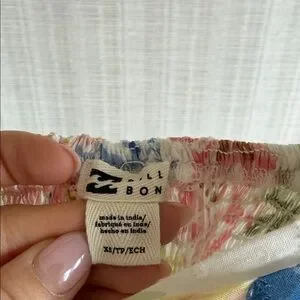 BILL
BON
made in india/
fabriqué en inde/
hecho en India
XS/TP/ECH